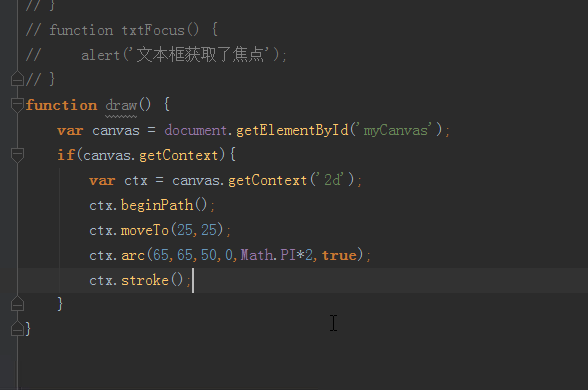 // }
// function txtFocus() {
//     alert('文本框获取了焦点');
// }
function draw() {
    var canvas = document.getElementById('myCanvas');
    if(canvas.getContext){
        var ctx = canvas.getContext('2d');
        ctx.beginPath();
        ctx.moveTo(25,25);
        ctx.arc(65,65,50,0,Math.PI*2,true);
        ctx.stroke();
    }
}